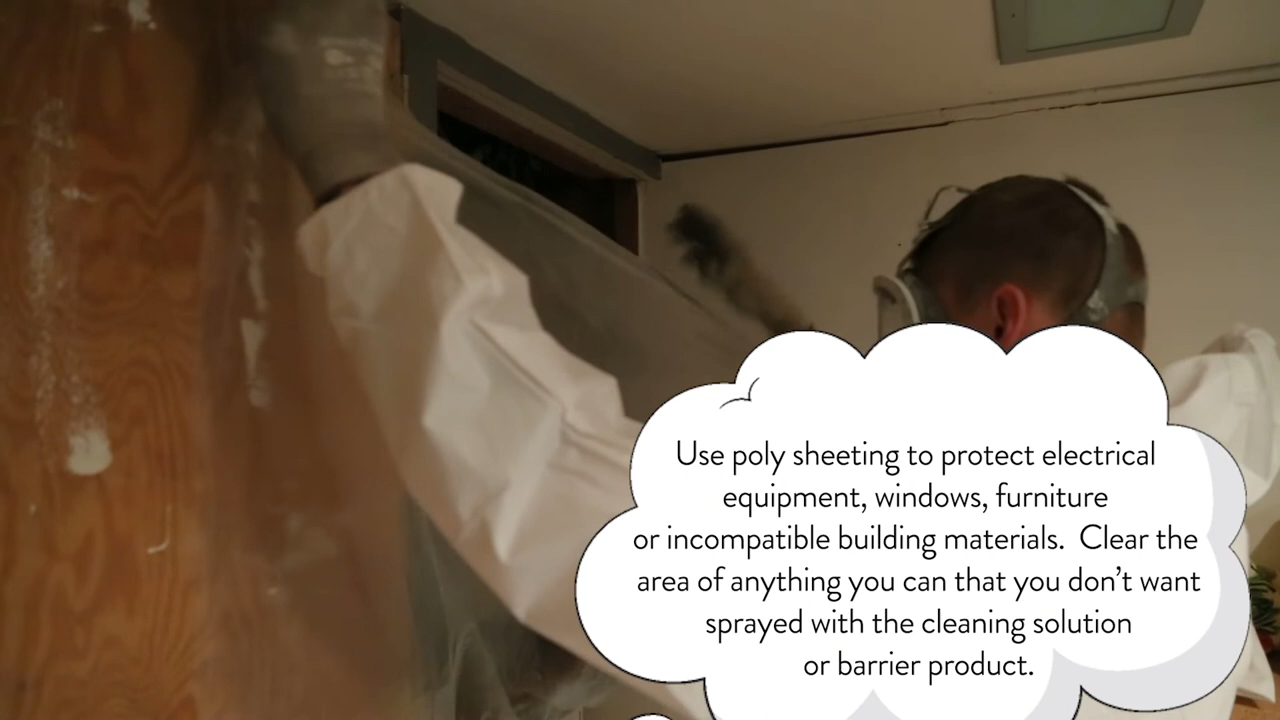 Use poly sheeting to protect electrical
equipment, windows, furniture
or incompatible building materials.  Clear the
area of anything you can that you don’t want
sprayed with the cleaning solution
or barrier product.